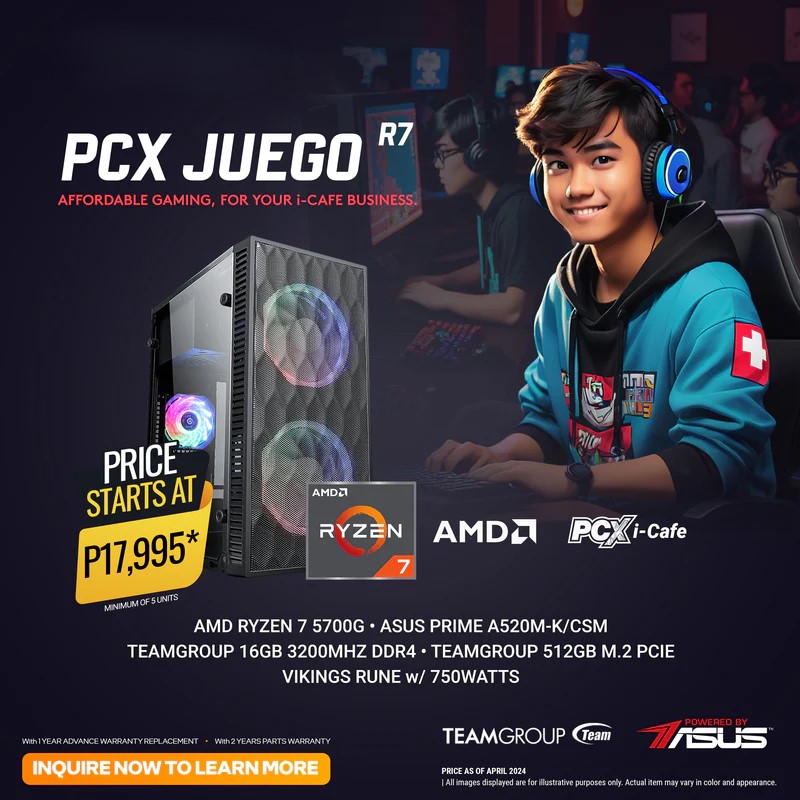 PCX JUEGO R7
AFFORDABLE GAMING, FOR YOUR i-CAFE BUSINESS.
PRICE
STARTS AT
P17,995*
MINIMUM OF 5 UNITS
AMD
RYZEN
7
AMD
PCX i-Cafe
AMD RYZEN 7 5700G • ASUS PRIME A520M-K/CSM
TEAMGROUP 16GB 3200MHZ DDR4 • TEAMGROUP 512GB M.2 PCIE
VIKINGS RUNE w/ 750WATTS
With 1 YEAR ADVANCE WARRANTY REPLACEMENT • With 2 YEARS PARTS WARRANTY
INQUIRE NOW TO LEARN MORE
TEAMGROUP Team
POWERED BY
ASUS™
PRICE AS OF APRIL 2024
| All images displayed are for illustrative purposes only. Actual item may vary in color and appearance.